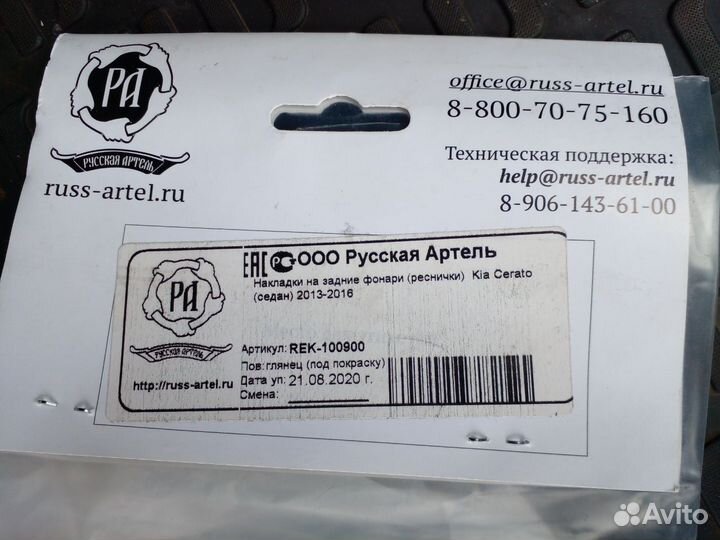 РА
РУССКАЯ АРТЕЛЬ
russ-artel.ru
office@russ-artel.ru
8-800-70-75-160
Техническая поддержка:
help@russ-artel.ru
8-906-143-61-00
EAC РСТ ООО Русская Артель
Накладки на задние фонари (реснички) Kia Cerato
(седан) 2013-2016
РА
РУССКАЯ АРТЕЛЬ
http://russ-artel.ru
Артикул: REK-100900
Пов: глянец (под покраску)
Дата уп: 21.08.2020 г.
Смена:
Avito